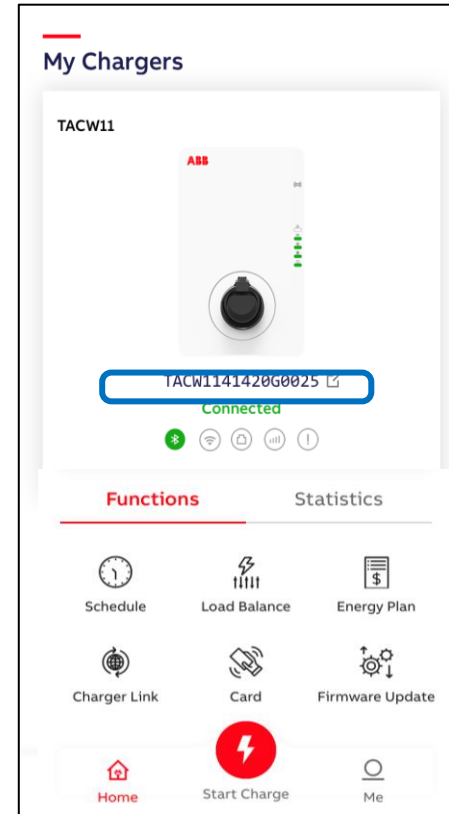 My Chargers
TACW11
ABB
TACW1141420G0025
Connected
Functions Statistics
Schedule Load Balance Energy Plan
Charger Link Card Firmware Update
Home Start Charge Me